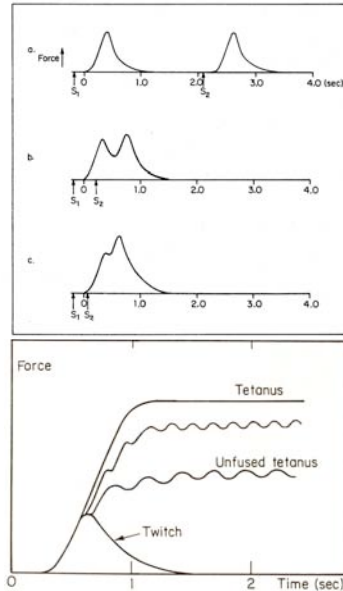 a.
Force
S1 0 1.0 S2 2.0 3.0 4.0 (sec)
b.
S1 0 S2 1.0 2.0 3.0 4.0
c.
S1 0 S2 1.0 2.0 3.0 4.0
Force
Tetanus
Unfused tetanus
Twitch
0 1 2 Time (sec)